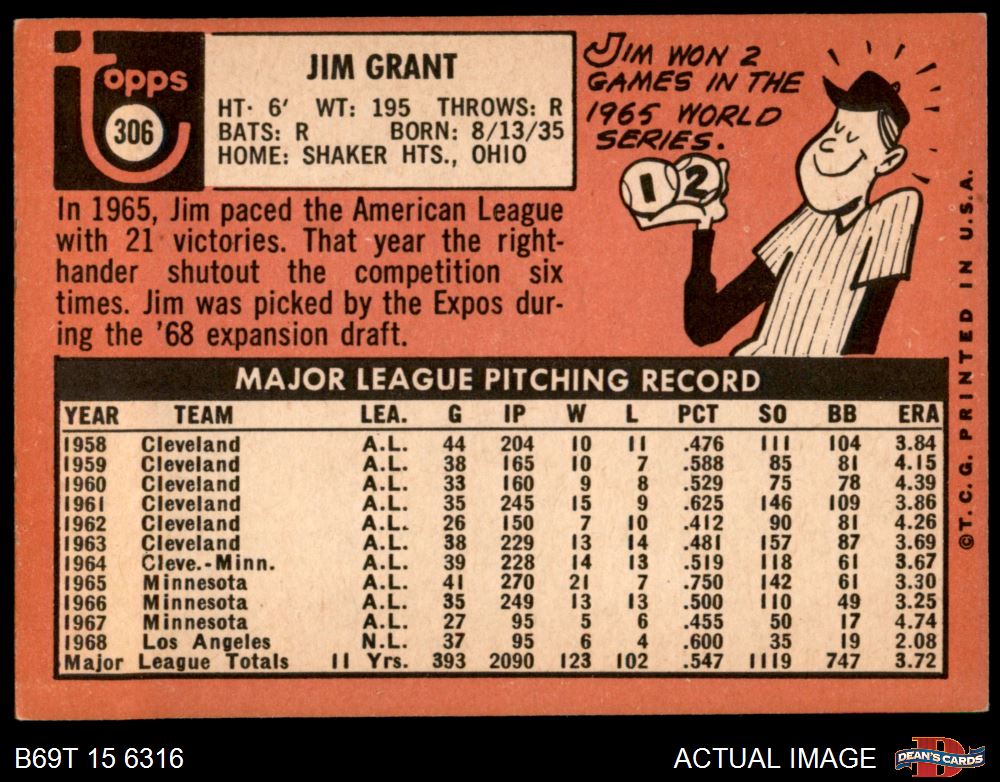 Topps
306
JIM GRANT
HT· 6' WT: 195 THROWS: R
BATS: R BORN: 8/13/35
HOME: SHAKER HTS., OHIO
JIM WON 2
GAMES IN THE
1965 WORLD
SERIES.
1 2
In 1965, Jim paced the American League
with 21 victories. That year the right-
hander shutout the competition six
times. Jim was picked by the Expos dur-
ing the '68 expansion draft.
MAJOR LEAGUE PITCHING RECORD
YEAR TEAM LEA. G IP W L PCT SO BB ERA
1958 Cleveland A.L. 44 204 10 11 .476 111 104 3.84
1959 Cleveland A.L. 38 165 10 7 .588 85 81 4.15
1960 Cleveland A.L. 33 160 9 8 .529 75 78 4.39
1961 Cleveland A.L. 35 245 15 9 .625 146 109 3.86
1962 Cleveland A.L. 26 150 7 10 .412 90 81 4.26
1963 Cleveland A.L. 38 229 13 14 .481 157 87 3.69
1964 Cleve.-Minn. A.L. 39 228 14 13 .519 118 61 3.67
1965 Minnesota A.L. 41 270 21 7 .750 142 61 3.30
1966 Minnesota A.L. 35 249 13 13 .500 110 49 3.25
1967 Minnesota A.L. 27 95 5 6 .455 50 17 4.74
1968 Los Angeles N.L. 37 95 6 4 .600 35 19 2.08
Major League Totals 11 Yrs. 393 2090 123 102 .547 1119 747 3.72
©T.C.G. PRINTED IN U.S.A.
B69T 15 6316
ACTUAL IMAGE
D
DEAN'S CARDS